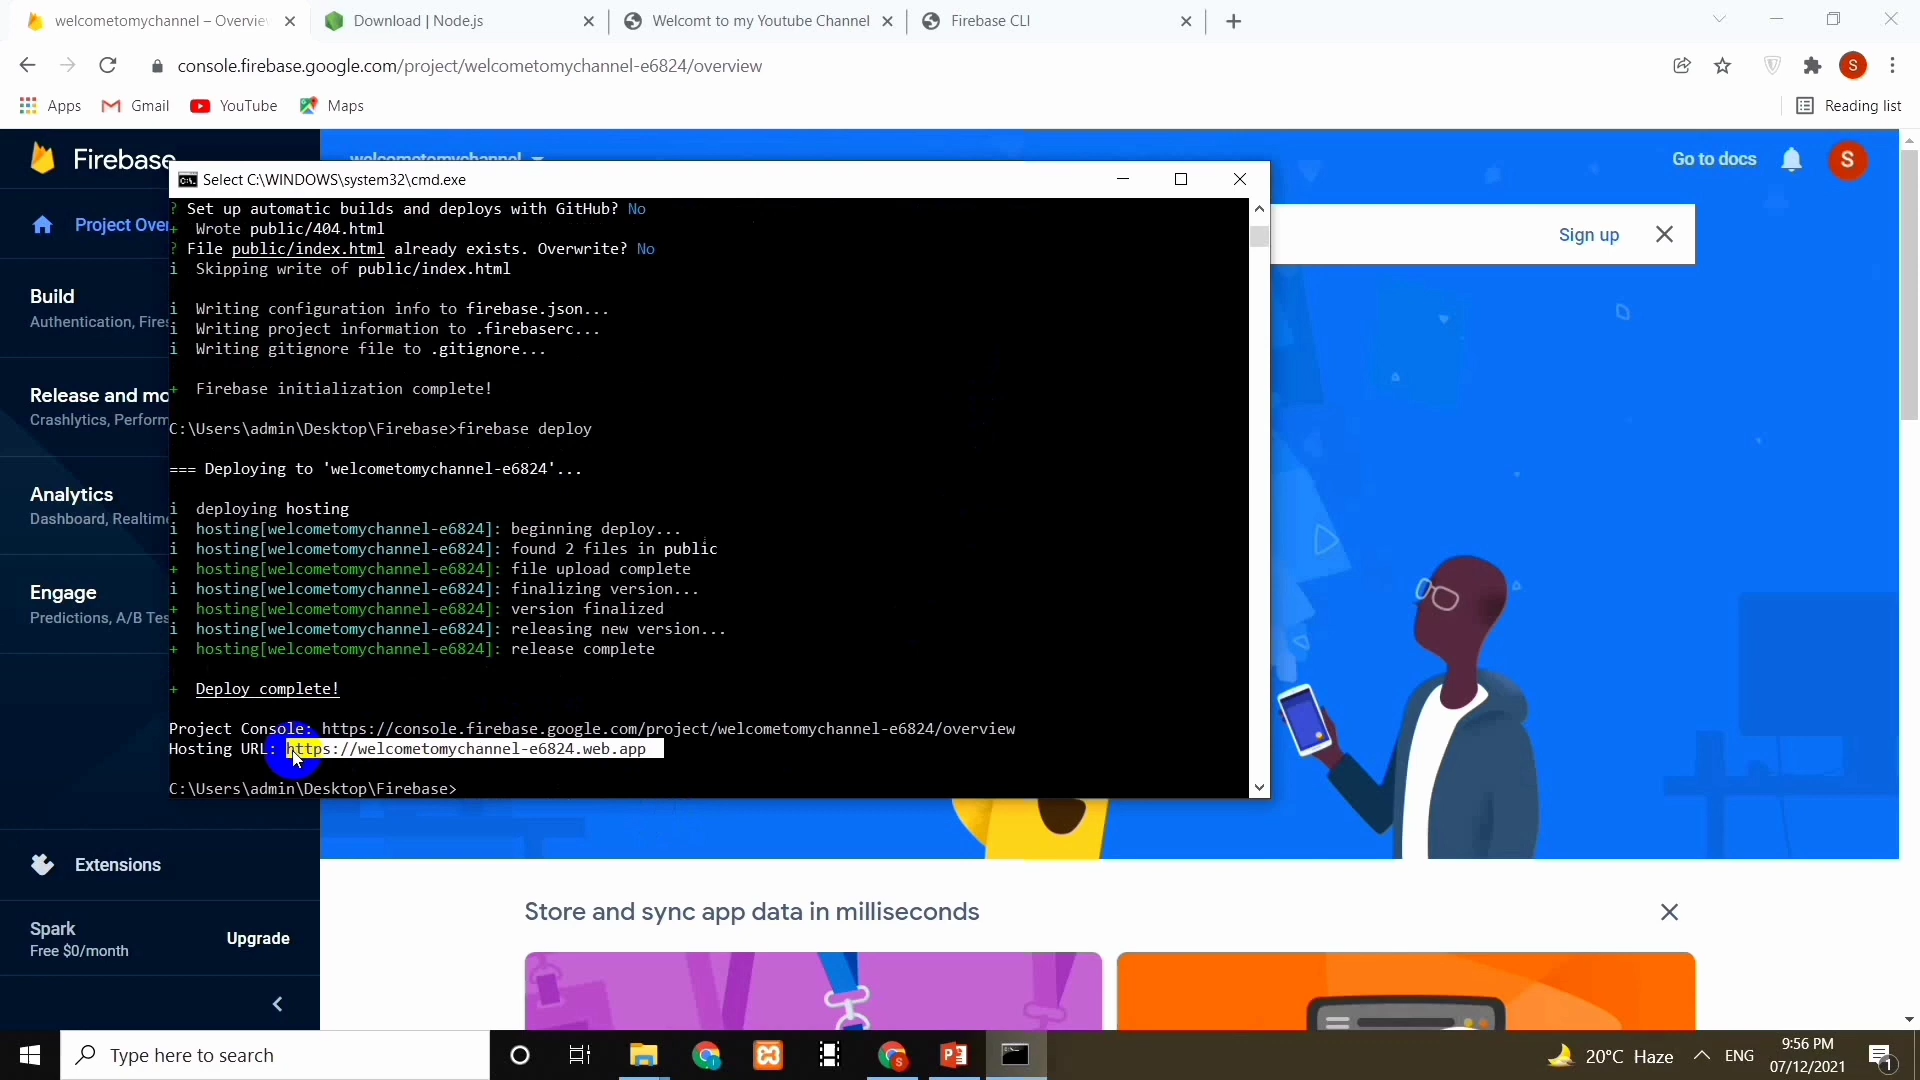 welcometomychannel – Overvie
Download | Node.js
Welcomt to my Youtube Channel
Firebase CLI
console.firebase.google.com/project/welcometomychannel-e6824/overview
S
Apps
Gmail
YouTube
Maps
Reading list
Firebase
welcometomychannel
Go to docs
S
Select C:\WINDOWS\system32\cmd.exe
Project Over
Sign up
? Set up automatic builds and deploys with GitHub? No
+ Wrote public/404.html
? File public/index.html already exists. Overwrite? No
i Skipping write of public/index.html
i Writing configuration info to firebase.json...
i Writing project information to .firebaserc...
i Writing gitignore file to .gitignore...
+ Firebase initialization complete!
C:\Users\admin\Desktop\Firebase>firebase deploy
=== Deploying to 'welcometomychannel-e6824'...
i deploying hosting
i hosting[welcometomychannel-e6824]: beginning deploy...
i hosting[welcometomychannel-e6824]: found 2 files in public
+ hosting[welcometomychannel-e6824]: file upload complete
i hosting[welcometomychannel-e6824]: finalizing version...
+ hosting[welcometomychannel-e6824]: version finalized
i hosting[welcometomychannel-e6824]: releasing new version...
+ hosting[welcometomychannel-e6824]: release complete
+ Deploy complete!
Project Console: https://console.firebase.google.com/project/welcometomychannel-e6824/overview
Hosting URL: https://welcometomychannel-e6824.web.app
C:\Users\admin\Desktop\Firebase>
Build
Authentication, Fires
Release and mo
Crashlytics, Perform
Analytics
Dashboard, Realtime
Engage
Predictions, A/B Tes
Extensions
Spark
Free $0/month
Upgrade
Store and sync app data in milliseconds
Type here to search
20°C Haze
ENG
9:56 PM
07/12/2021
1